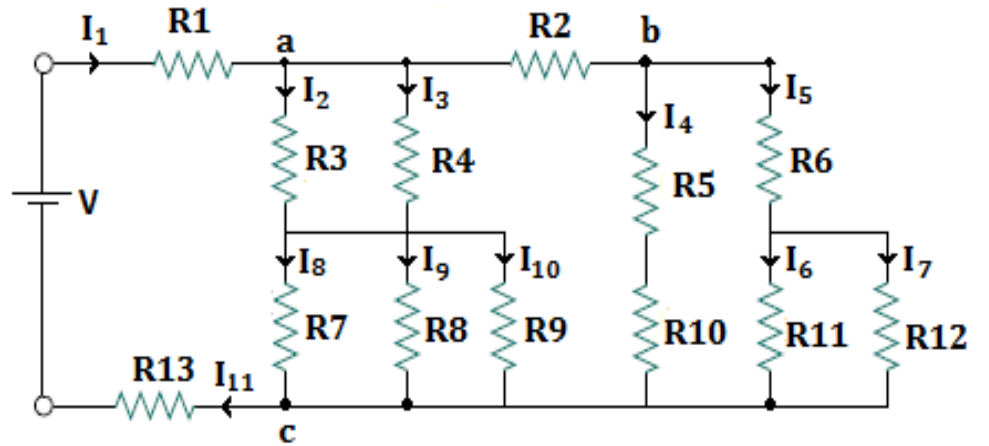 I₁ R1 a R2 b
I₂ I₃ I₄ I₅
R3 R4 R5 R6
V
I₈ I₉ I₁₀ I₆ I₇
R7 R8 R9 R10 R11 R12
R13 I₁₁
c